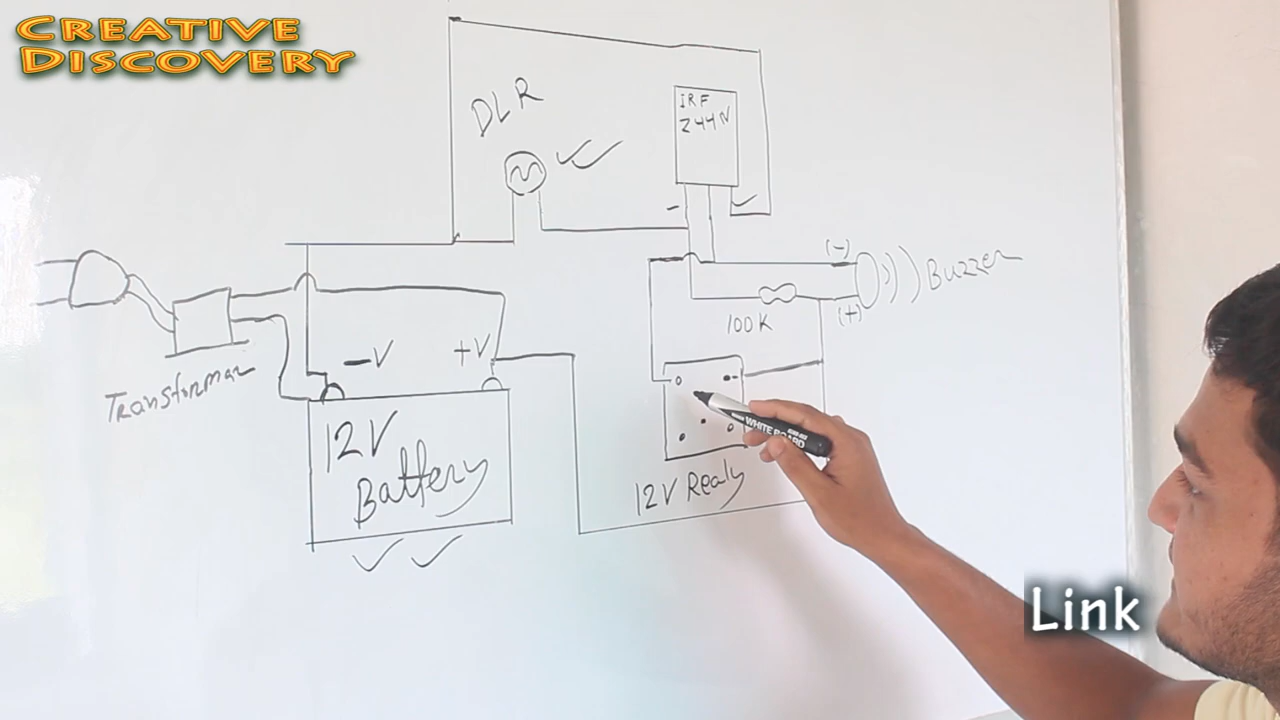 CREATIVE
DISCOVERY
DLR
IRF
Z44N
(-)
Buzzer
(+)
100K
Transformar
-V
+V
12V
Battery
WHITE BOARD
12V Realy
Link